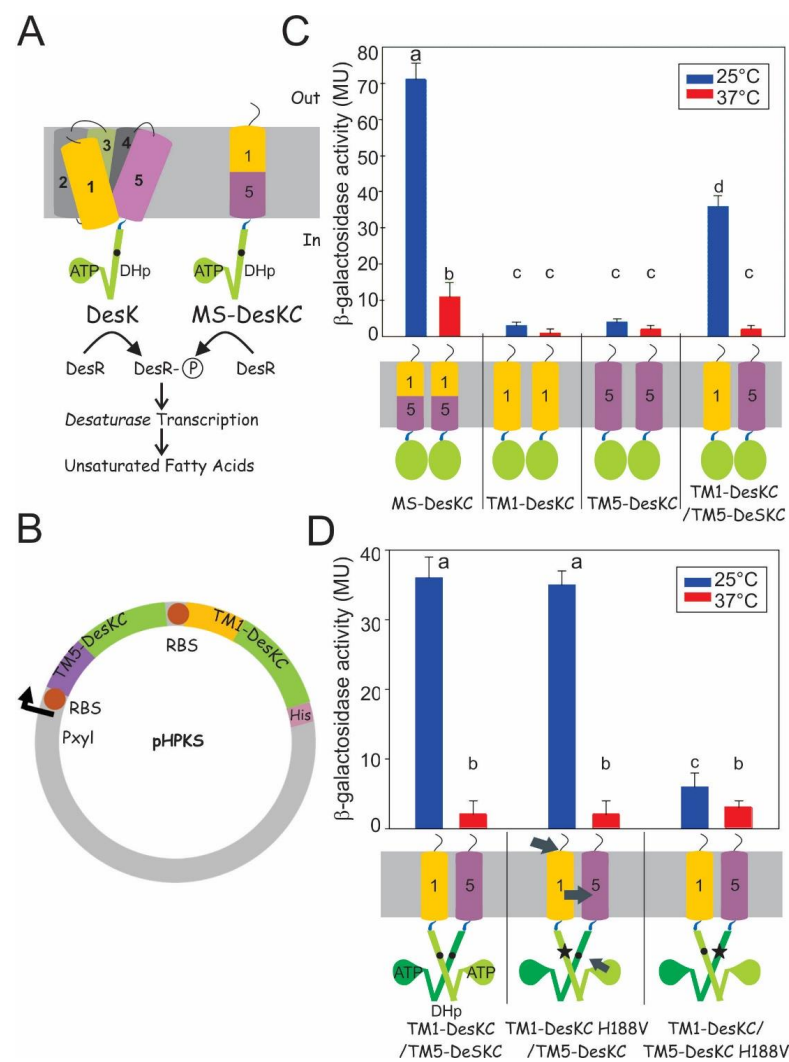 A
Out
3
4
2
1
5
1
5
In
ATP
DHp
ATP
DHp
DesK
MS-DesKC
DesR
DesR-P
DesR
Desaturase Transcription
Unsaturated Fatty Acids
B
TM5-DesKC
TM1-DesKC
RBS
RBS
His
Pxyl
pHPKS
C
β-galactosidase activity (MU)
80
70
60
40
20
10
0
25°C
37°C
a
b
c
c
c
c
d
c
1
5
1
5
1
1
5
5
1
5
MS-DesKC
TM1-DesKC
TM5-DesKC
TM1-DesKC
/TM5-DeSKC
D
β-galactosidase activity (MU)
40
30
20
10
0
25°C
37°C
a
b
a
b
c
b
1
5
1
5
1
5
ATP
ATP
DHp
TM1-DesKC
/TM5-DeSKC
TM1-DesKC H188V
/TM5-DesKC
TM1-DesKC/
TM5-DesKC H188V